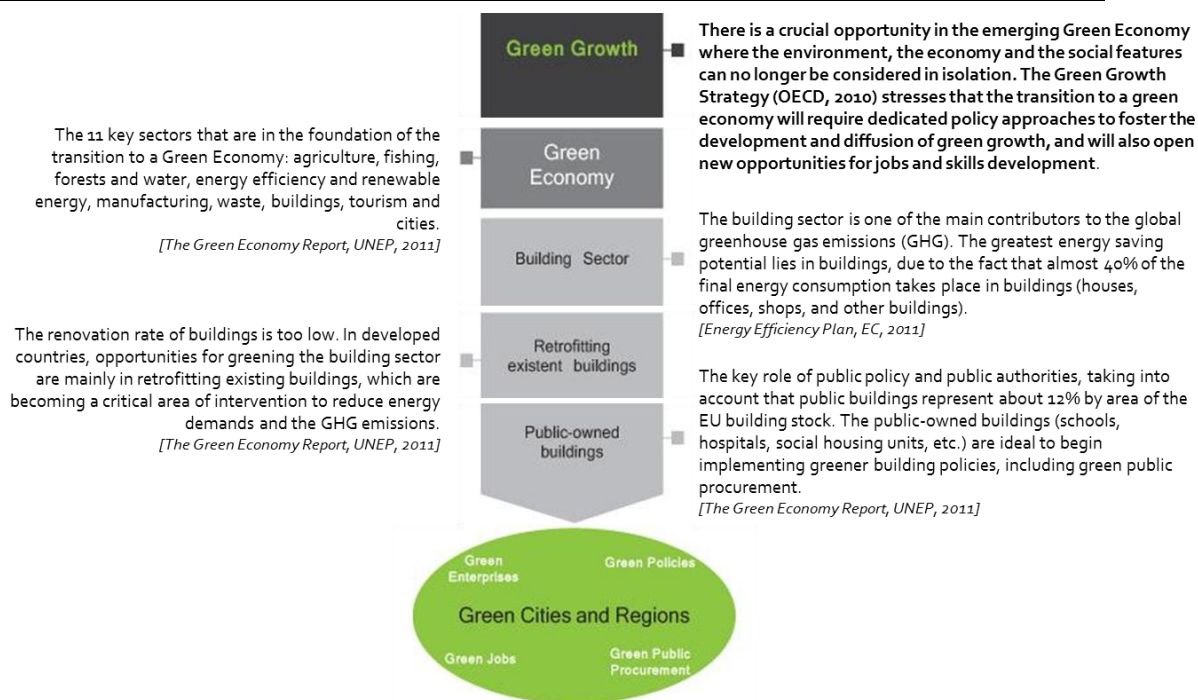 Green Growth
There is a crucial opportunity in the emerging Green Economy
where the environment, the economy and the social features
can no longer be considered in isolation. The Green Growth
Strategy (OECD, 2010) stresses that the transition to a green
economy will require dedicated policy approaches to foster the
development and diffusion of green growth, and will also open
new opportunities for jobs and skills development.
The 11 key sectors that are in the foundation of the
transition to a Green Economy: agriculture, fishing,
forests and water, energy efficiency and renewable
energy, manufacturing, waste, buildings, tourism and
cities.
[The Green Economy Report, UNEP, 2011]
Green
Economy
Building Sector
The building sector is one of the main contributors to the global
greenhouse gas emissions (GHG). The greatest energy saving
potential lies in buildings, due to the fact that almost 40% of the
final energy consumption takes place in buildings (houses,
offices, shops, and other buildings).
[Energy Efficiency Plan, EC, 2011]
The renovation rate of buildings is too low. In developed
countries, opportunities for greening the building sector
are mainly in retrofitting existing buildings, which are
becoming a critical area of intervention to reduce energy
demands and the GHG emissions.
[The Green Economy Report, UNEP, 2011]
Retrofitting
existent buildings
Public-owned
buildings
The key role of public policy and public authorities, taking into
account that public buildings represent about 12% by area of the
EU building stock. The public-owned buildings (schools,
hospitals, social housing units, etc.) are ideal to begin
implementing greener building policies, including green public
procurement.
[The Green Economy Report, UNEP, 2011]
Green
Enterprises
Green Policies
Green Cities and Regions
Green Jobs
Green Public
Procurement